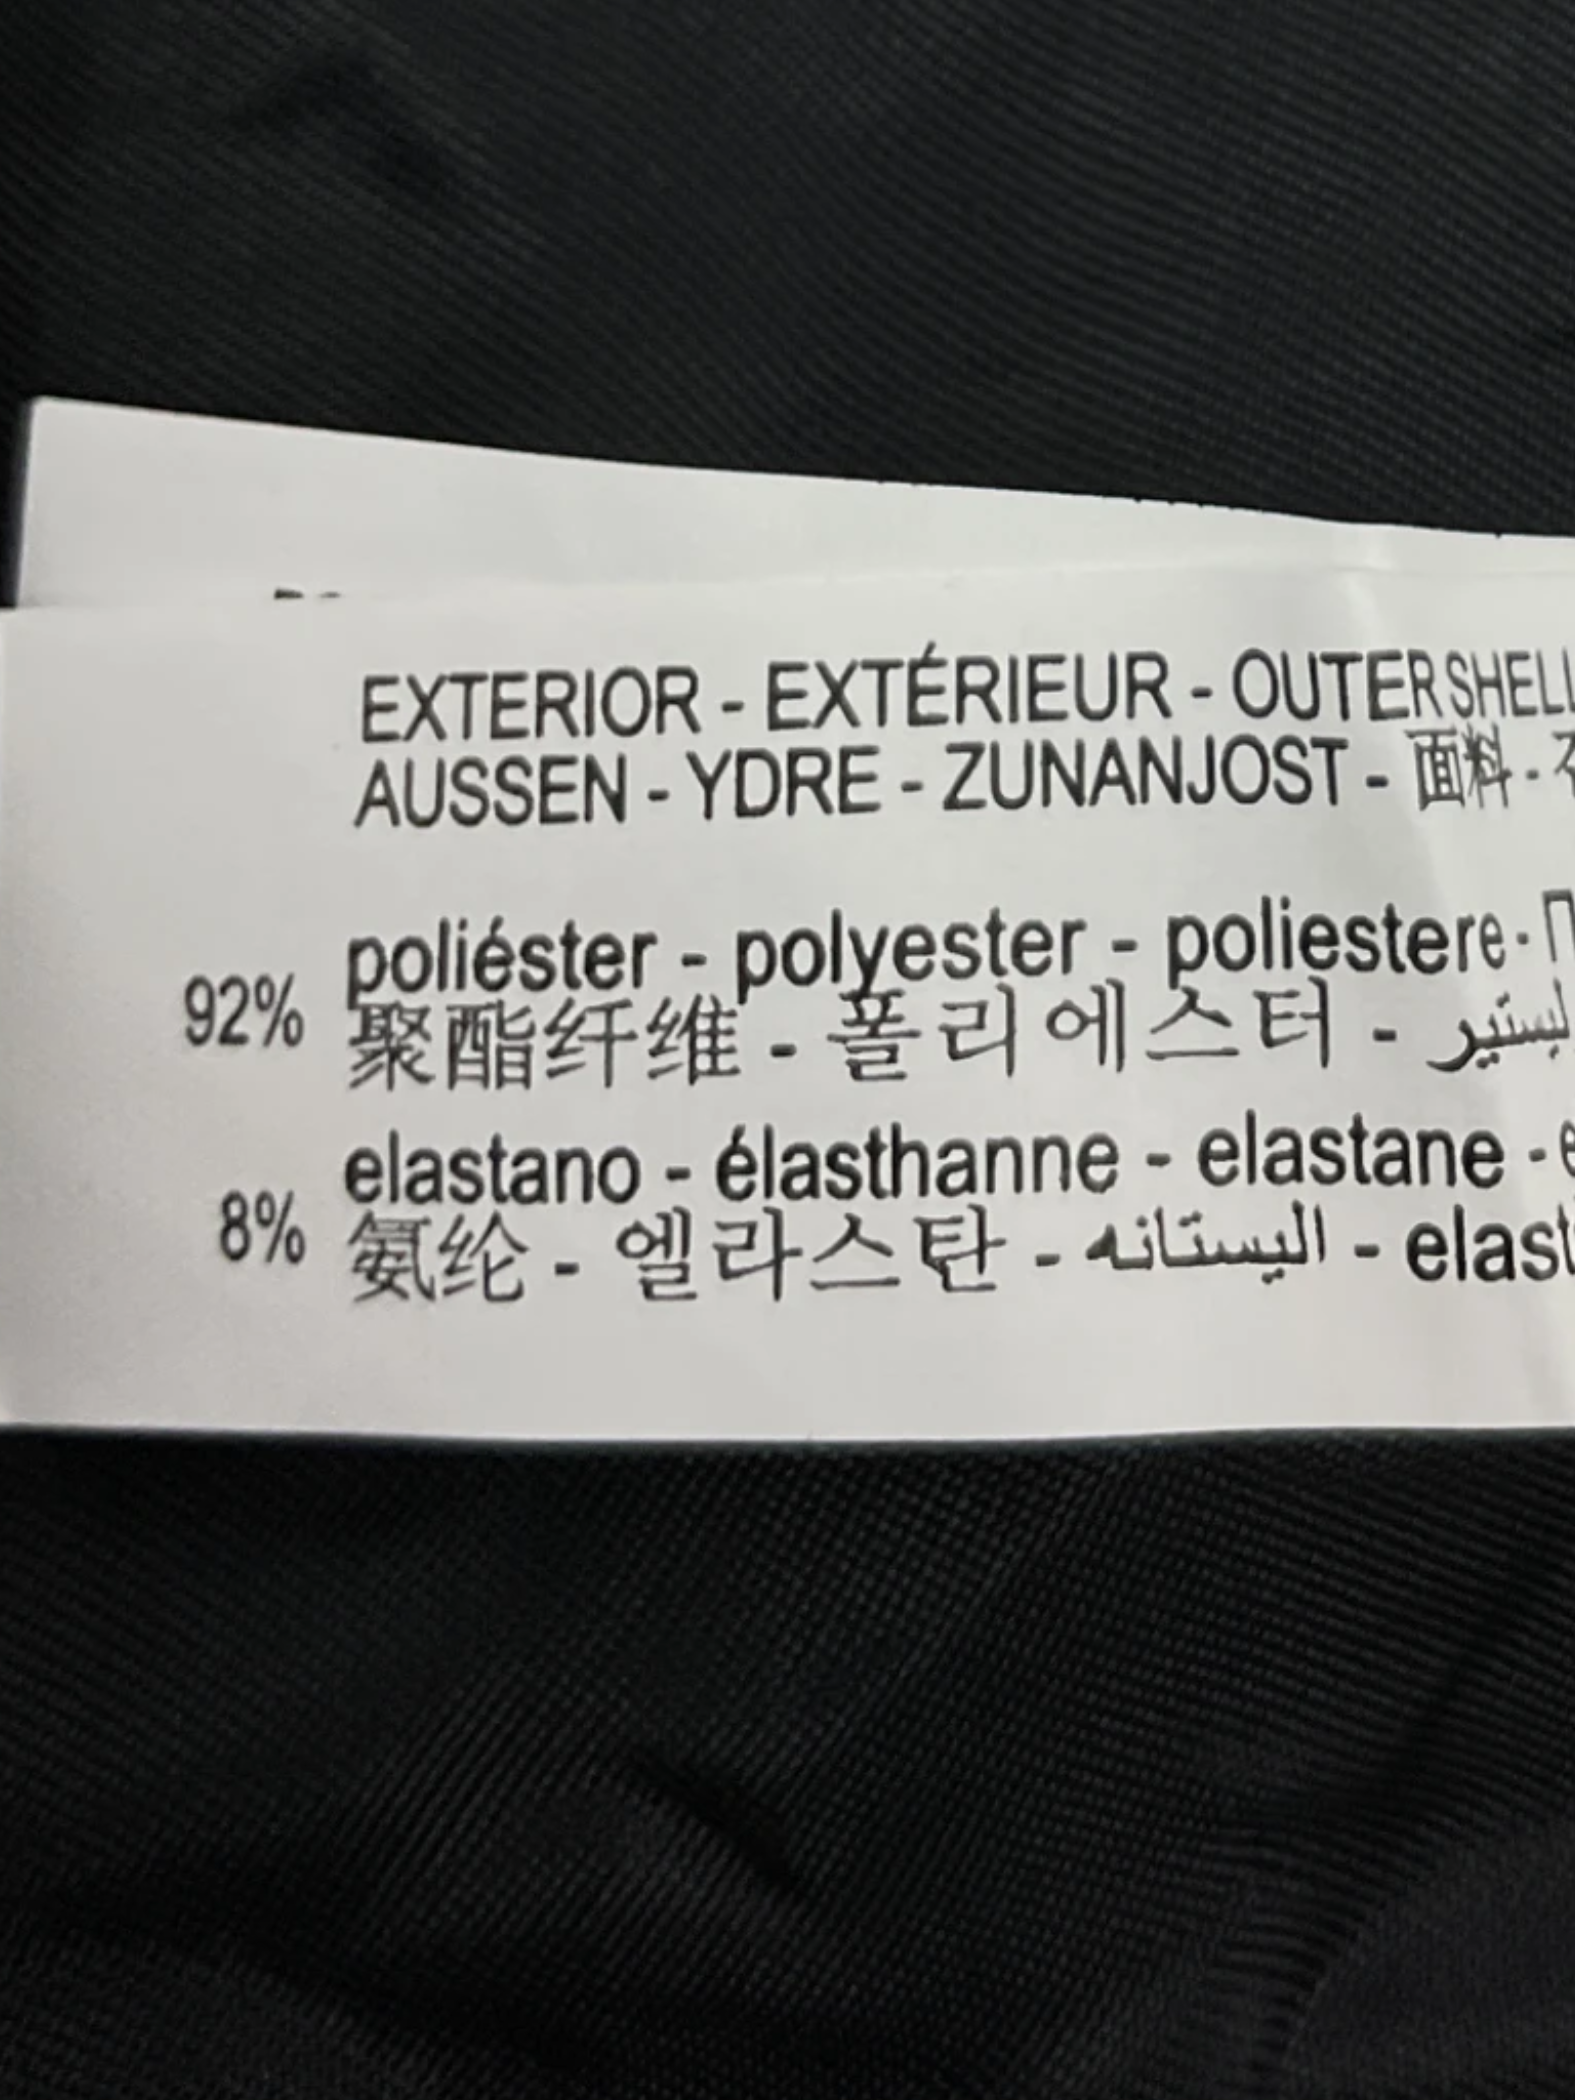 EXTERIOR - EXTÉRIEUR - OUTER SHELL
AUSSEN - YDRE - ZUNANJOST - 面料 -
92% poliéster - polyester - poliestere -
聚酯纤维 - 폴리에스터 -
8% elastano - élasthanne - elastane -
氨纶 - 엘라스탄 - اليستانه -